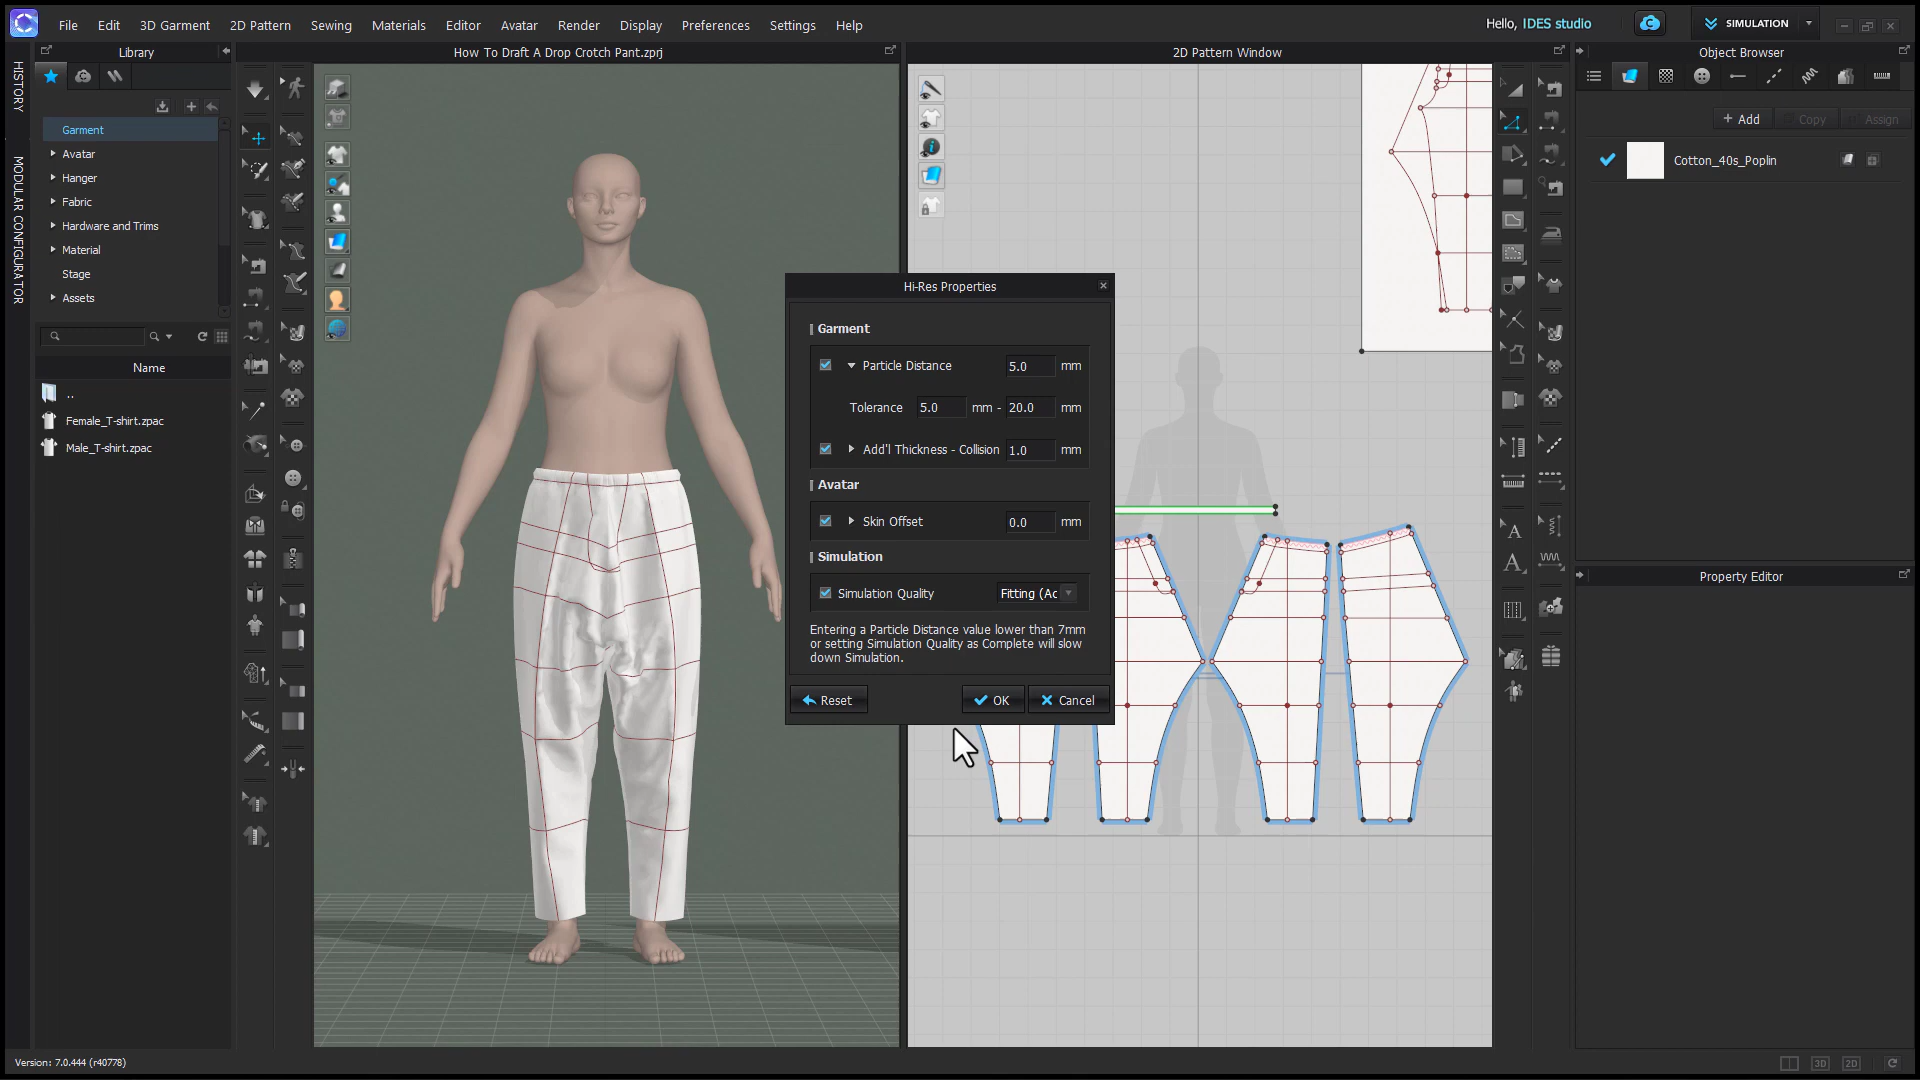 File Edit 3D Garment 2D Pattern Sewing Materials Editor Avatar Render Display Preferences Settings Help
Hello, IDES studio
SIMULATION
HISTORY
MODULAR CONFIGURATOR
Library
Garment
Avatar
Hanger
Fabric
Hardware and Trims
Material
Stage
Assets
Name
..
Female_T-shirt.zpac
Male_T-shirt.zpac
How To Draft A Drop Crotch Pant.zprj
2D Pattern Window
Hi-Res Properties
Garment
Particle Distance 5.0 mm
Tolerance 5.0 mm - 20.0 mm
Add'l Thickness - Collision 1.0 mm
Avatar
Skin Offset 0.0 mm
Simulation
Simulation Quality Fitting (Ac
Entering a Particle Distance value lower than 7mm
or setting Simulation Quality as Complete will slow
down Simulation.
Reset OK Cancel
Object Browser
+ Add Copy Assign
Cotton_40s_Poplin
Property Editor
Version: 7.0.444 (r40778)
3D 2D